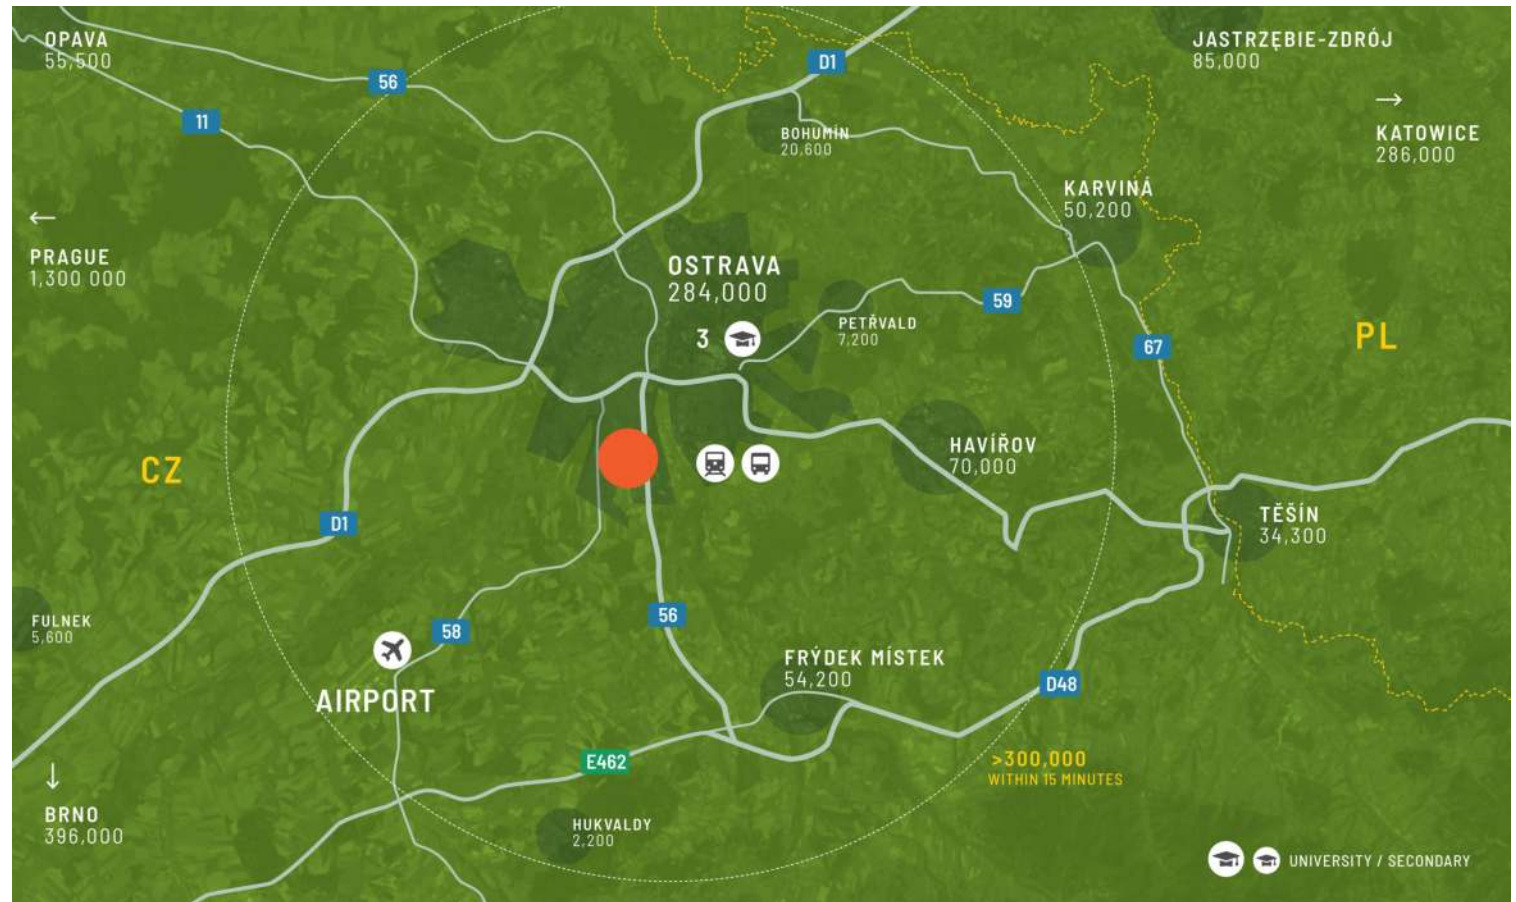 OPAVA
55,500
56
11
D1
JASTRZĘBIE-ZDRÓJ
85,000
KATOWICE
286,000
BOHUMÍN
20,600
KARVINÁ
50,200
PRAGUE
1,300 000
OSTRAVA
284,000
3
PETŘVALD
7,200
59
67
PL
CZ
HAVÍŘOV
70,000
D1
TĚŠÍN
34,300
FULNEK
5,600
58
56
AIRPORT
FRÝDEK MÍSTEK
54,200
D48
E462
>300,000
WITHIN 15 MINUTES
BRNO
396,000
HUKVALDY
2,200
UNIVERSITY / SECONDARY